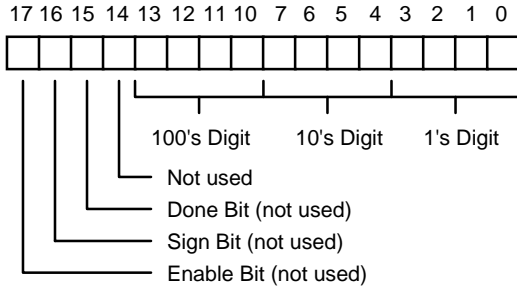 17 16 15 14 13 12 11 10 7 6 5 4 3 2 1 0
100's Digit 10's Digit 1's Digit
Not used
Done Bit (not used)
Sign Bit (not used)
Enable Bit (not used)